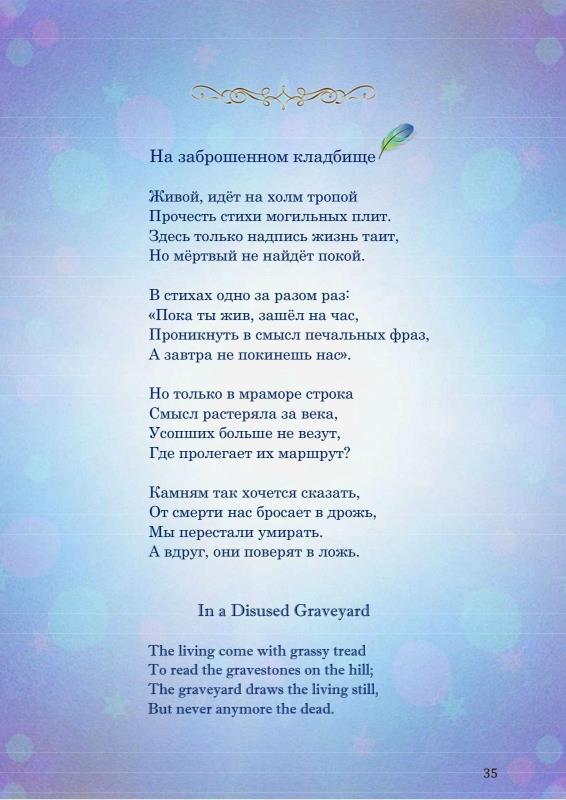 На заброшенном кладбище
Живой, идёт на холм тропой
Прочесть стихи могильных плит.
Здесь только надпись жизнь таит,
Но мёртвый не найдёт покой.
В стихах одно за разом раз:
«Пока ты жив, зашёл на час,
Проникнуть в смысл печальных фраз,
А завтра не покинешь нас».
Но только в мраморе строка
Смысл растеряла за века,
Усопших больше не везут,
Где пролегает их маршрут?
Камням так хочется сказать,
От смерти нас бросает в дрожь,
Мы перестали умирать.
А вдруг, они поверят в ложь.
In a Disused Graveyard
The living come with grassy tread
To read the gravestones on the hill;
The graveyard draws the living still,
But never anymore the dead.
35